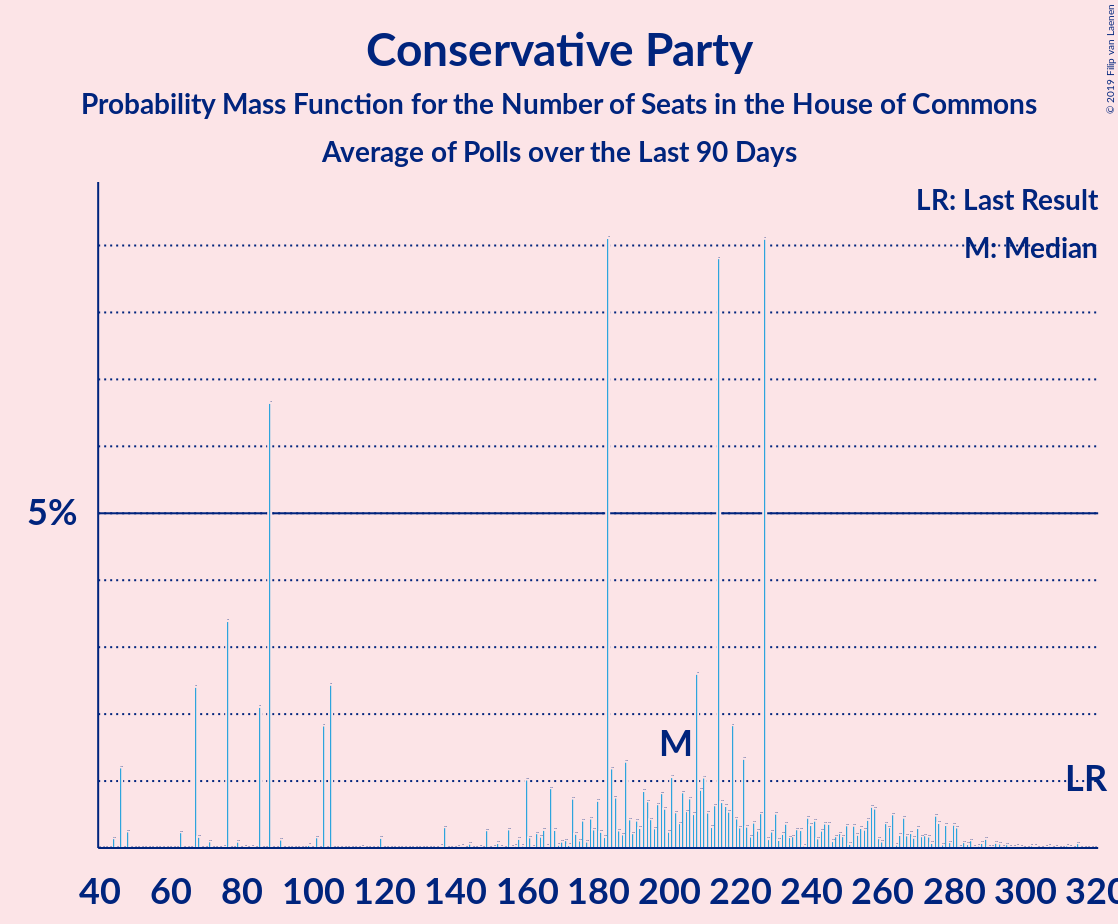 Conservative Party
Probability Mass Function for the Number of Seats in the House of Commons
Average of Polls over the Last 90 Days
© 2019 Filip van Laenen
LR: Last Result
M: Median
5%
M
LR
40 60 80 100 120 140 160 180 200 220 240 260 280 300 320